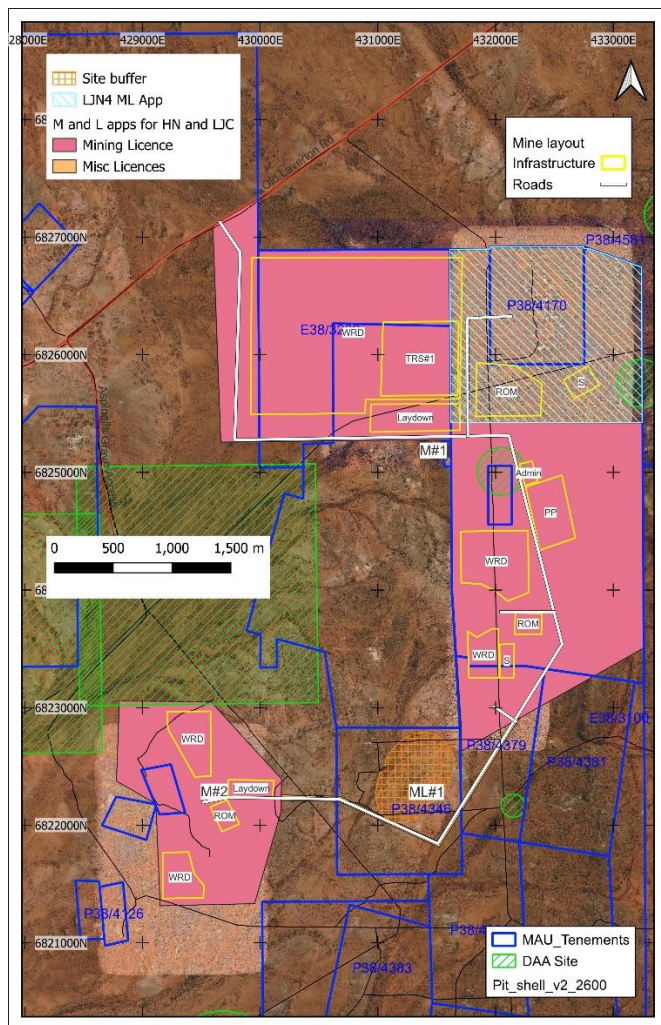 428000E 429000E 430000E 431000E 432000E 433000E
Site buffer
LJN4 ML App
M and L apps for HN and LJC
Mining Licence
Misc Licences
Mine layout
Infrastructure
Roads
Old Laverton Rd
6827000N
P38/4581
P38/4170
WRD
6826000N
TRS#1
ROM
S
Laydown
M#1
6825000N
Admin
PP
0 500 1,000 1,500 m
WRD
ROM
WRD
S
6823000N
E38/3100
WRD
P38/4379
P38/4381
M#2
Laydown
ML#1
ROM
P38/4346
6822000N
WRD
P38/4126
6821000N
P38/4383
MAU_Tenements
DAA Site
Pit_shell_v2_2600